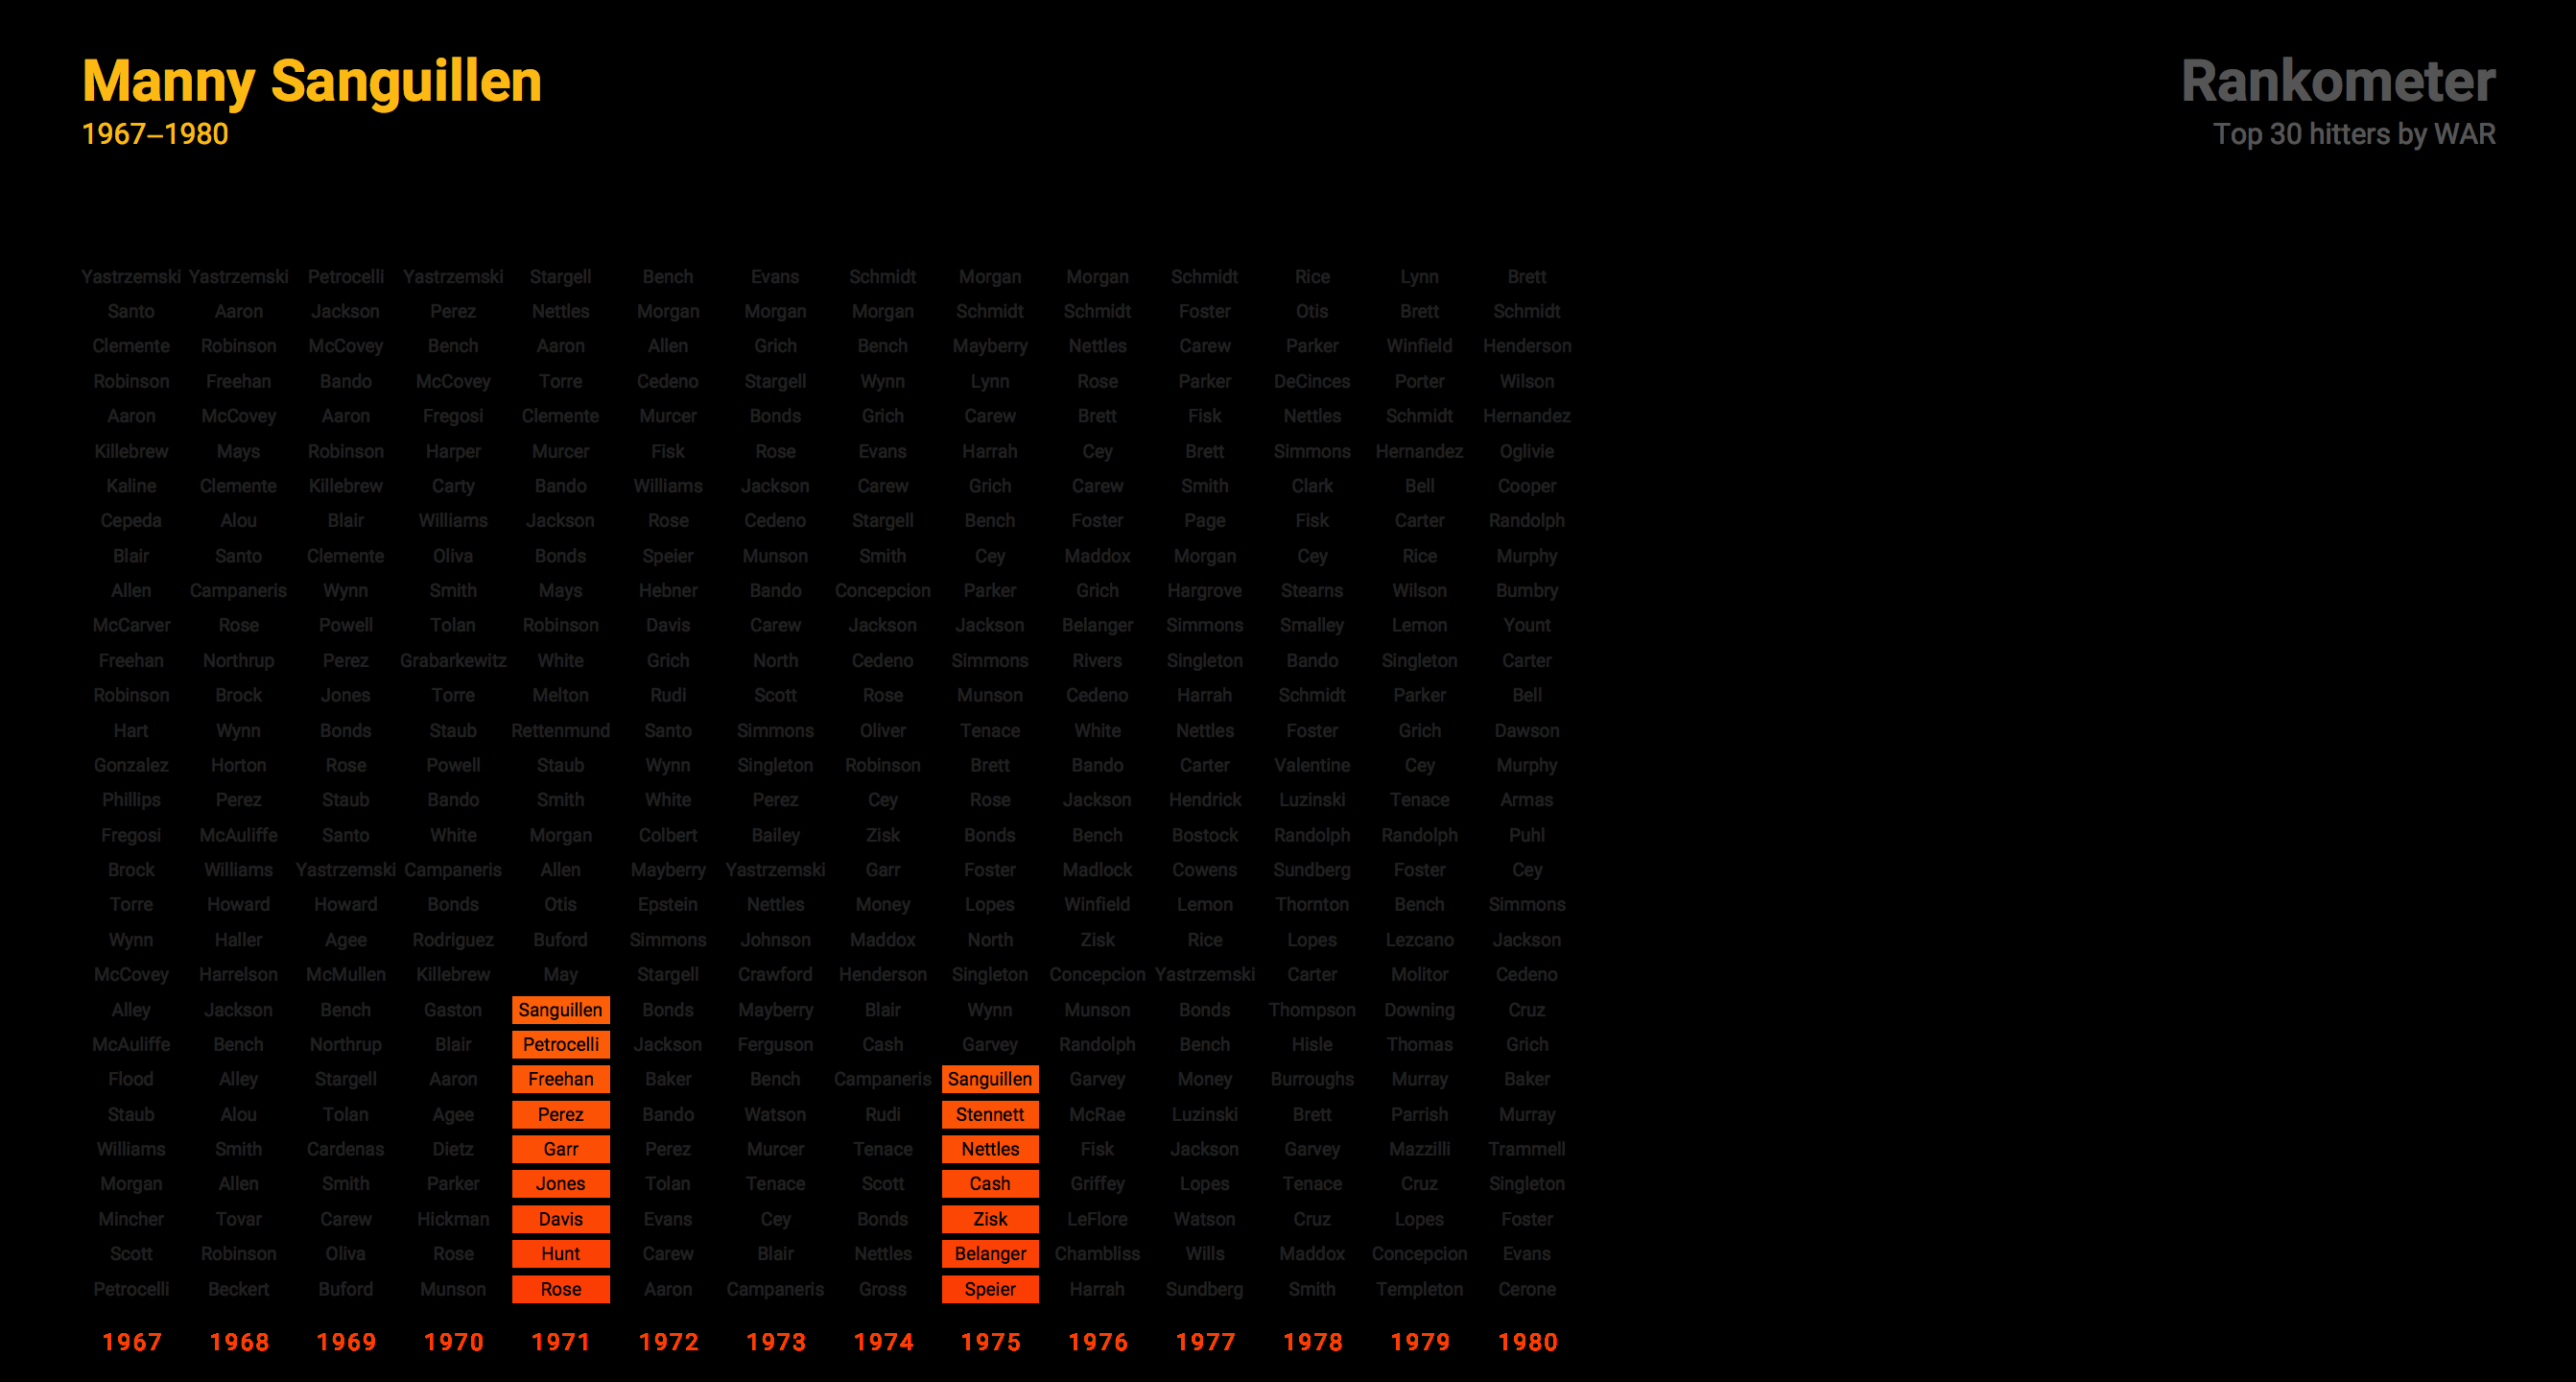 Manny Sanguillen
1967–1980
Rankometer
Top 30 hitters by WAR
Yastrzemski Yastrzemski Petrocelli Yastrzemski Stargell Bench Evans Schmidt Morgan Morgan Schmidt Rice Lynn Brett
Santo Aaron Jackson Perez Nettles Morgan Morgan Morgan Schmidt Schmidt Foster Otis Brett Schmidt
Clemente Robinson McCovey Bench Aaron Allen Grich Bench Mayberry Nettles Carew Parker Winfield Henderson
Robinson Freehan Bando McCovey Torre Cedeno Stargell Wynn Lynn Rose Parker DeCinces Porter Wilson
Aaron McCovey Aaron Fregosi Clemente Murcer Bonds Grich Carew Brett Fisk Nettles Schmidt Hernandez
Killebrew Mays Robinson Harper Murcer Fisk Rose Evans Harrah Cey Brett Simmons Hernandez Oglivie
Kaline Clemente Killebrew Carty Bando Williams Jackson Carew Grich Carew Smith Clark Bell Cooper
Cepeda Alou Blair Williams Jackson Rose Cedeno Stargell Bench Foster Page Fisk Carter Randolph
Blair Santo Clemente Oliva Bonds Speier Munson Smith Cey Maddox Morgan Cey Rice Murphy
Allen Campaneris Wynn Smith Mays Hebner Bando Concepcion Parker Grich Hargrove Stearns Wilson Bumbry
McCarver Rose Powell Tolan Robinson Davis Carew Jackson Jackson Belanger Simmons Smalley Lemon Yount
Freehan Northrup Perez Grabarkewitz White Grich North Cedeno Simmons Rivers Singleton Bando Singleton Carter
Robinson Brock Jones Torre Melton Rudi Scott Rose Munson Cedeno Harrah Schmidt Parker Bell
Hart Wynn Bonds Staub Rettenmund Santo Simmons Oliver Tenace White Nettles Foster Grich Dawson
Gonzalez Horton Rose Powell Staub Wynn Singleton Robinson Brett Bando Carter Valentine Cey Murphy
Phillips Perez Staub Bando Smith White Perez Cey Rose Jackson Hendrick Luzinski Tenace Armas
Fregosi McAuliffe Santo White Morgan Colbert Bailey Zisk Bonds Bench Bostock Randolph Randolph Puhl
Brock Williams Yastrzemski Campaneris Allen Mayberry Yastrzemski Garr Foster Madlock Cowens Sundberg Foster Cey
Torre Howard Howard Bonds Otis Epstein Nettles Money Lopes Winfield Lemon Thornton Bench Simmons
Wynn Haller Agee Rodriguez Buford Simmons Johnson Maddox North Zisk Rice Lopes Lezcano Jackson
McCovey Harrelson McMullen Killebrew May Stargell Crawford Henderson Singleton Concepcion Yastrzemski Carter Molitor Cedeno
Alley Jackson Bench Gaston Sanguillen Bonds Mayberry Blair Wynn Munson Bonds Thompson Downing Cruz
McAuliffe Bench Northrup Blair Petrocelli Jackson Ferguson Cash Garvey Randolph Bench Hisle Thomas Grich
Flood Alley Stargell Aaron Freehan Baker Bench Campaneris Sanguillen Garvey Money Burroughs Murray Baker
Staub Alou Tolan Agee Perez Bando Watson Rudi Stennett McRae Luzinski Brett Parrish Murray
Williams Smith Cardenas Dietz Garr Perez Murcer Tenace Nettles Fisk Jackson Garvey Mazzilli Trammell
Morgan Allen Smith Parker Jones Tolan Tenace Scott Cash Griffey Lopes Tenace Cruz Singleton
Mincher Tovar Carew Hickman Davis Evans Cey Bonds Zisk LeFlore Watson Cruz Lopes Foster
Scott Robinson Oliva Rose Hunt Carew Blair Nettles Belanger Chambliss Wills Maddox Concepcion Evans
Petrocelli Beckert Buford Munson Rose Aaron Campaneris Gross Speier Harrah Sundberg Smith Templeton Cerone
1967 1968 1969 1970 1971 1972 1973 1974 1975 1976 1977 1978 1979 1980